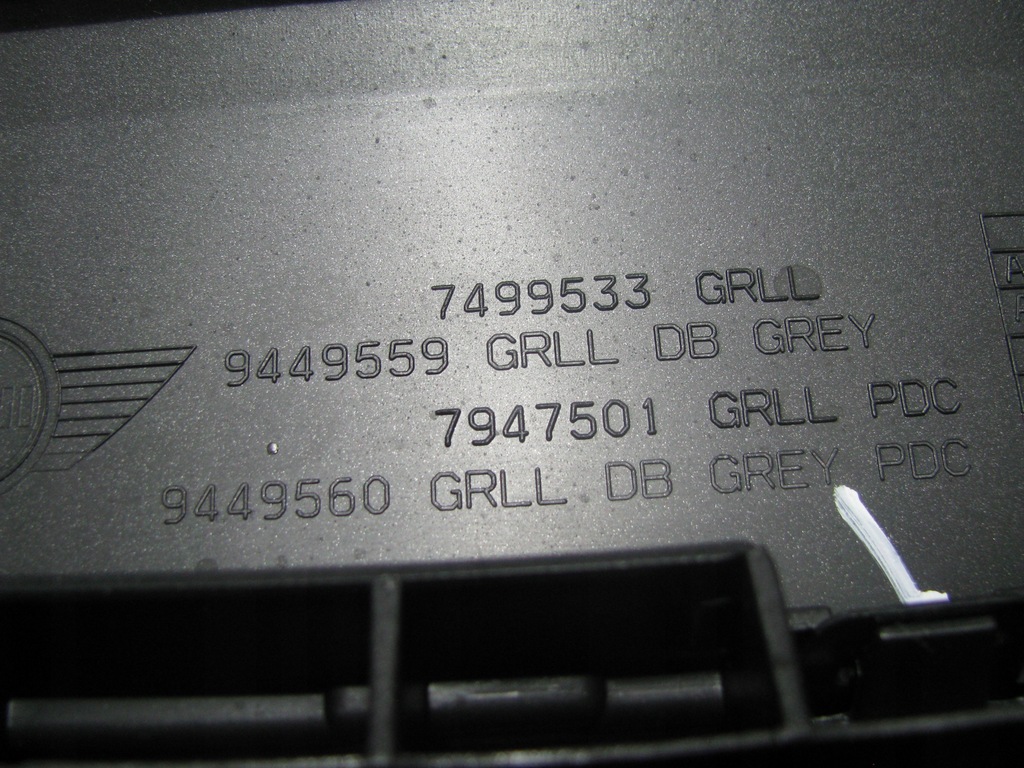 7499533 GRLL
9449559 GRLL DB GREY
7947501 GRLL PDC
9449560 GRLL DB GREY PDC
A